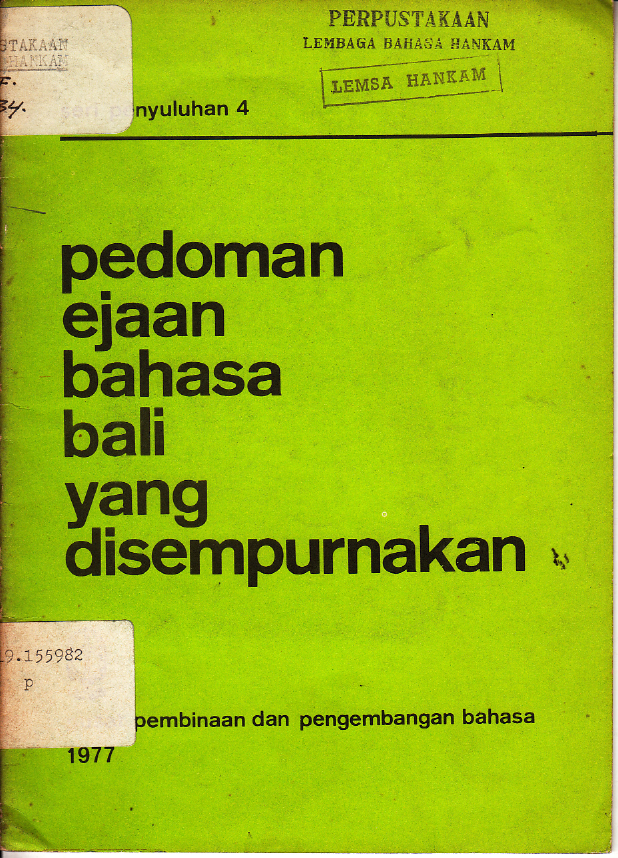 PERPUSTAKAAN
LEMBAGA BAHASA HANKAM
LEMSA HANKAM
STAKAAN
HANKAM
F.
34.
nyuluhan 4
pedoman
ejaan
bahasa
bali
yang
disempurnakan
9.155982
p
pembinaan dan pengembangan bahasa
1977